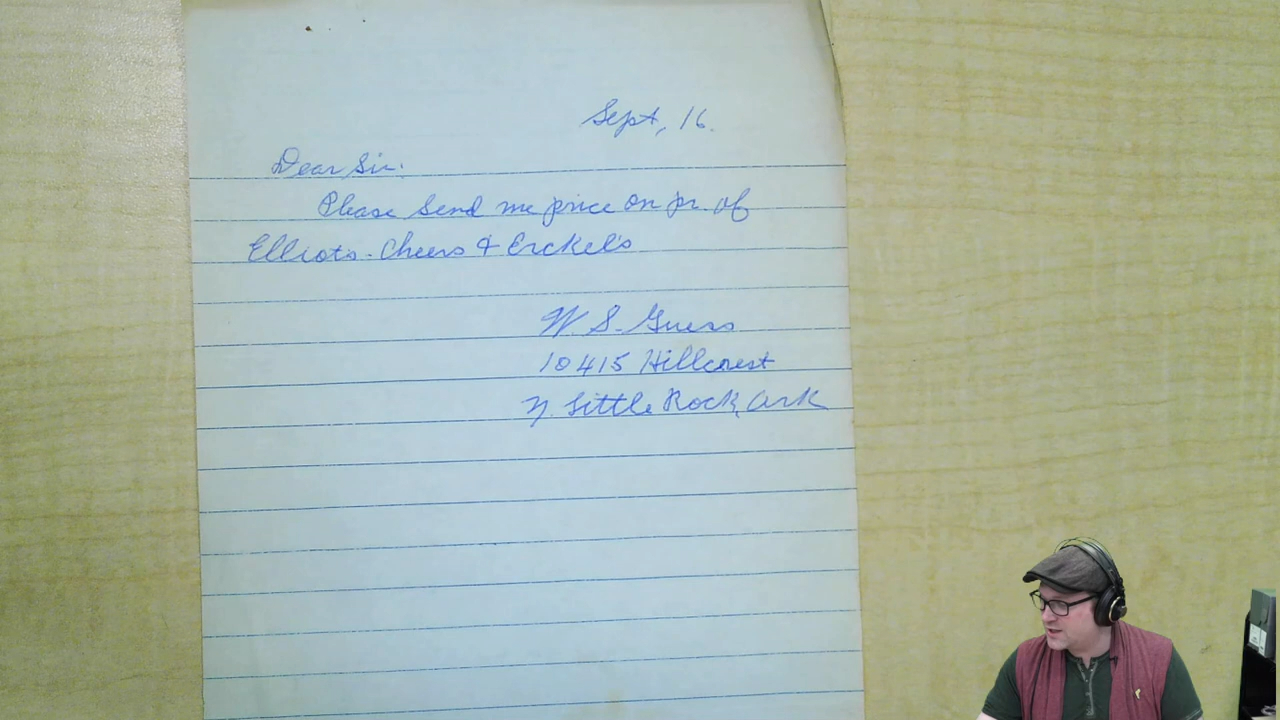 Sept, 16.
Dear Sir:
Please Send me price on pr. of
Elliots - Cheers & Erckel's
W S. Guess
10415 Hillcrest
N. Little Rock, Ark